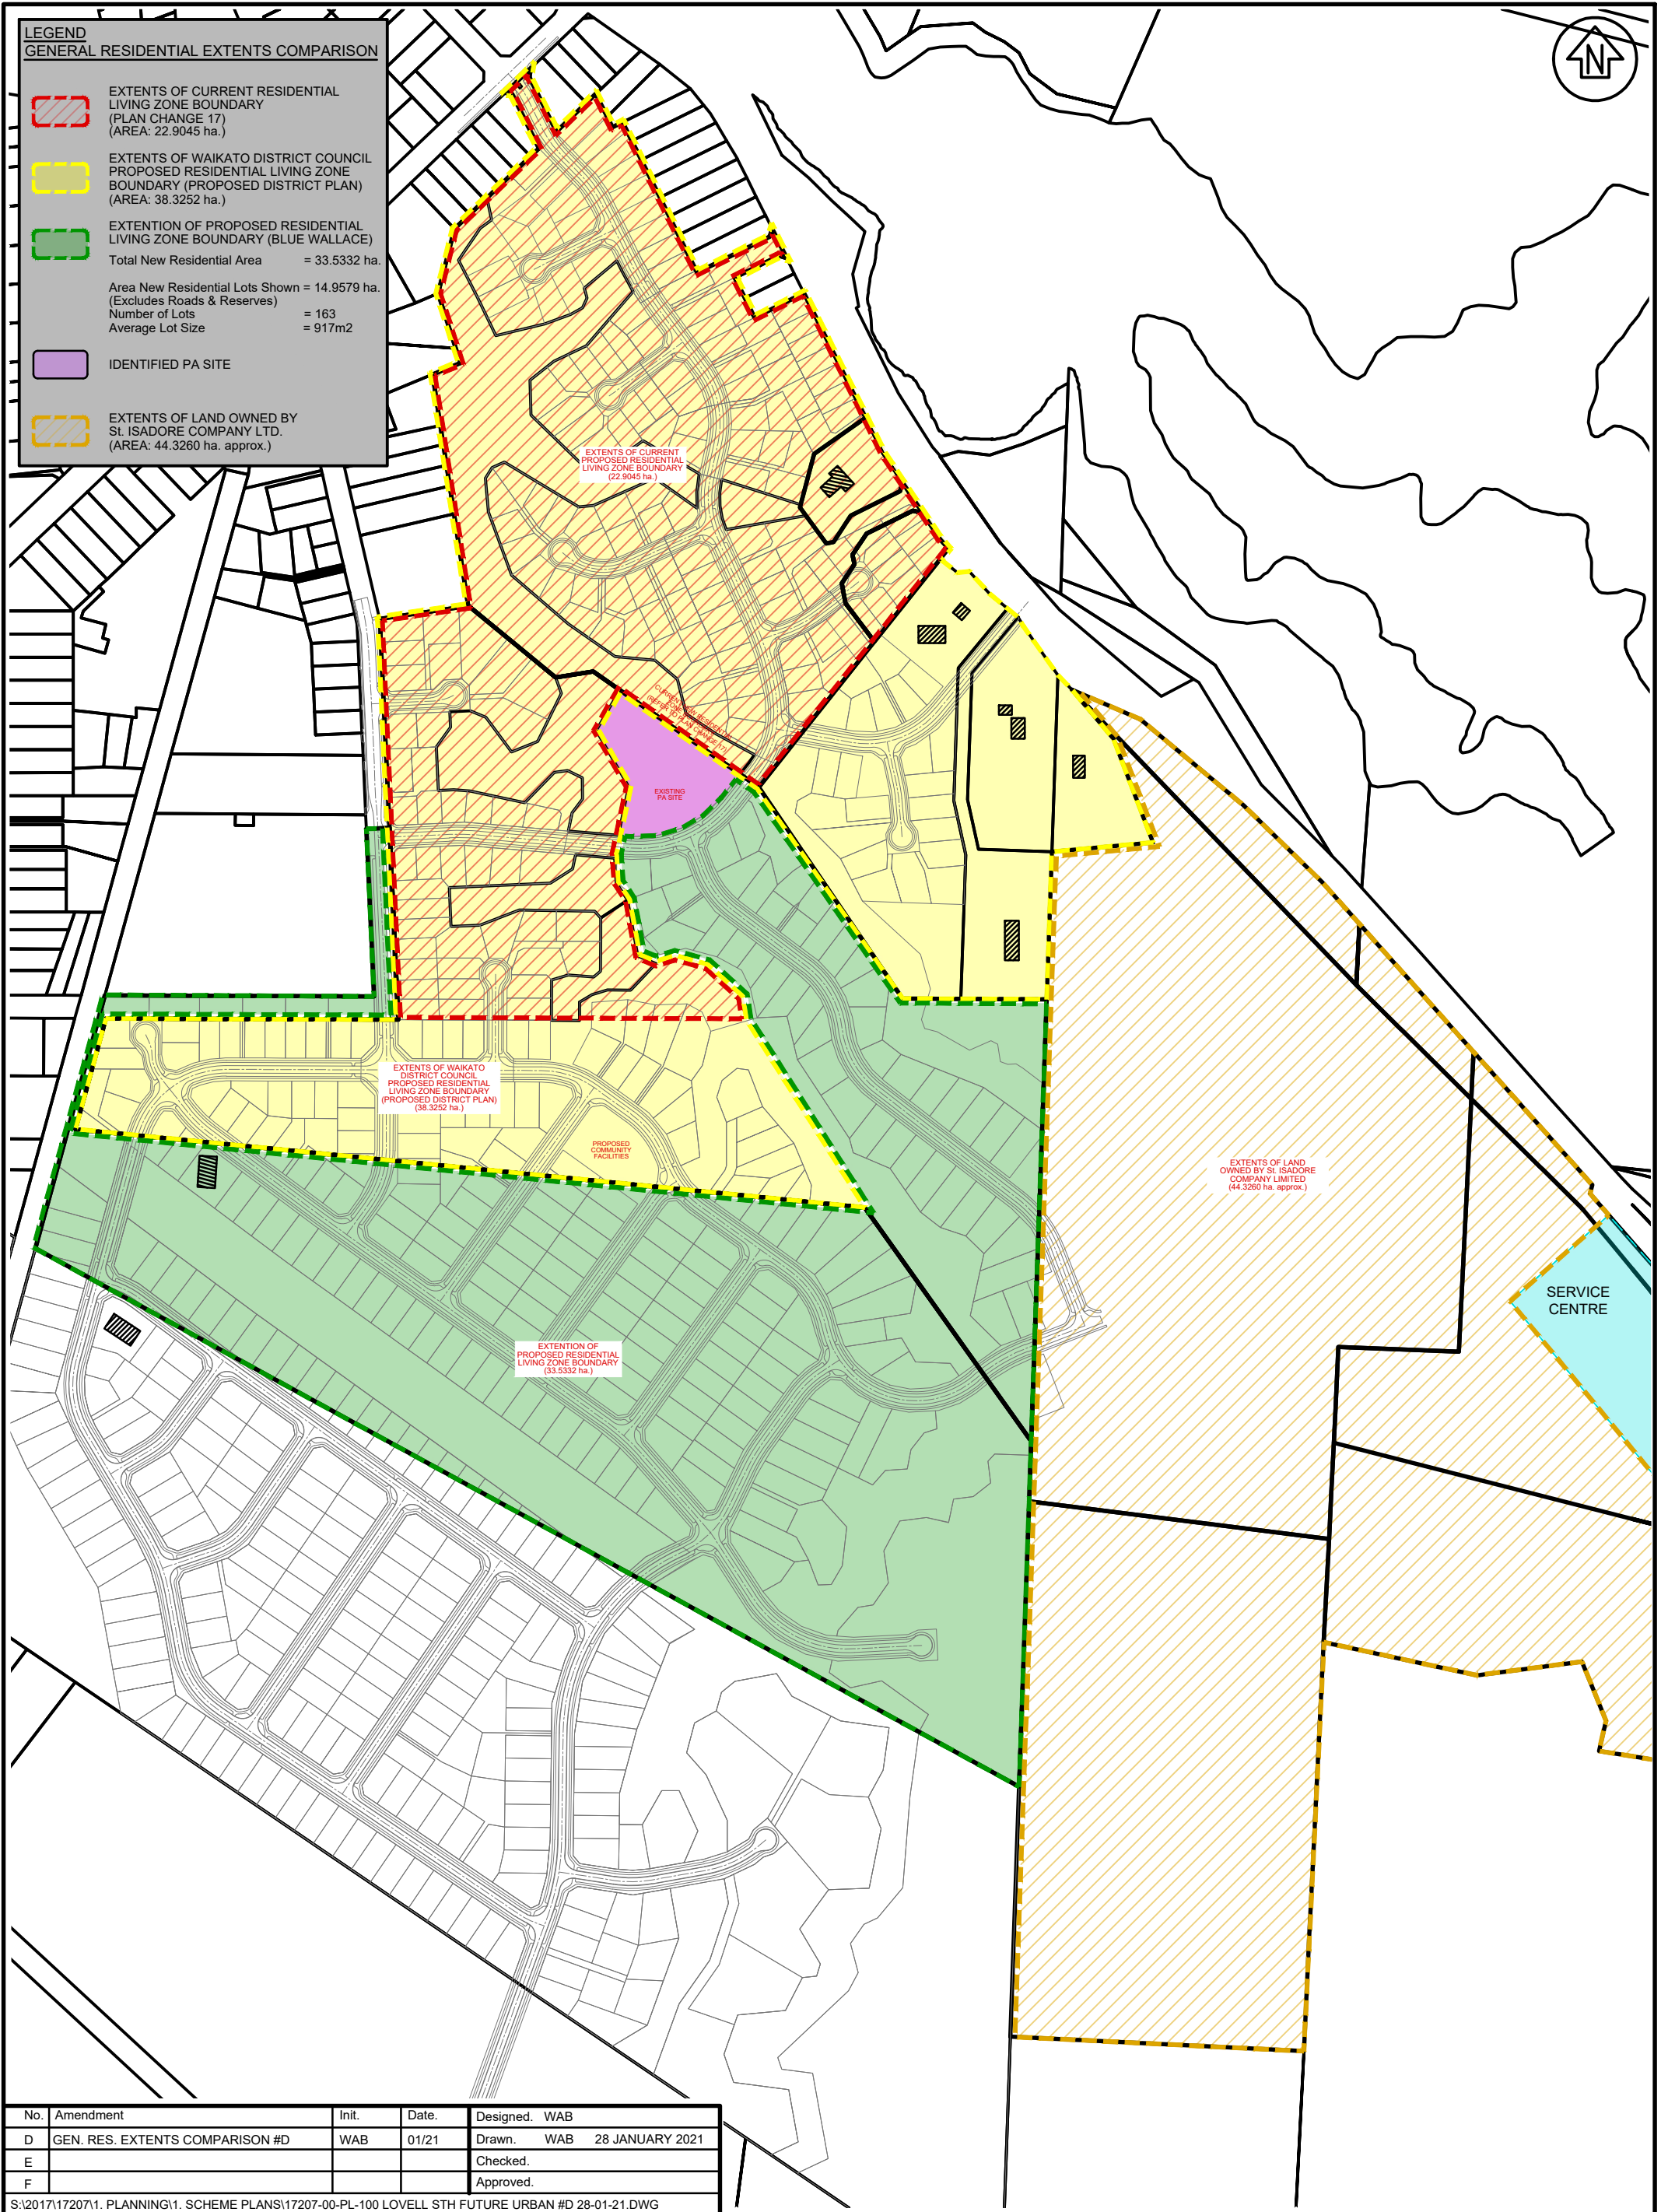 LEGEND
GENERAL RESIDENTIAL EXTENTS COMPARISON
EXTENTS OF CURRENT RESIDENTIAL
LIVING ZONE BOUNDARY
(PLAN CHANGE 17)
(AREA: 22.9045 ha.)
EXTENTS OF WAIKATO DISTRICT COUNCIL
PROPOSED RESIDENTIAL LIVING ZONE
BOUNDARY (PROPOSED DISTRICT PLAN)
(AREA: 38.3252 ha.)
EXTENTION OF PROPOSED RESIDENTIAL
LIVING ZONE BOUNDARY (BLUE WALLACE)
Total New Residential Area = 33.5332 ha.
Area New Residential Lots Shown = 14.9579 ha.
(Excludes Roads & Reserves)
Number of Lots = 163
Average Lot Size = 917m2
IDENTIFIED PA SITE
EXTENTS OF LAND OWNED BY
St. ISADORE COMPANY LTD.
(AREA: 44.3260 ha. approx.)
N
EXTENTS OF CURRENT
PROPOSED RESIDENTIAL
LIVING ZONE BOUNDARY
(22.9045 ha.)
CURRENT NEW RESIDENTIAL
ZONE
(REFER TO PLAN CHANGE 17)
EXISTING
PA SITE
EXTENTS OF WAIKATO
DISTRICT COUNCIL
PROPOSED RESIDENTIAL
LIVING ZONE BOUNDARY
(PROPOSED DISTRICT PLAN)
(38.3252 ha.)
PROPOSED
COMMUNITY
FACILITIES
EXTENTS OF LAND
OWNED BY St. ISADORE
COMPANY LIMITED
(44.3260 ha. approx.)
SERVICE
CENTRE
EXTENTION OF
PROPOSED RESIDENTIAL
LIVING ZONE BOUNDARY
(33.5332 ha.)
No. Amendment Init. Date. Designed. WAB
D GEN. RES. EXTENTS COMPARISON #D WAB 01/21 Drawn. WAB 28 JANUARY 2021
E Checked.
F Approved.
S:\2017\17207\1. PLANNING\1. SCHEME PLANS\17207-00-PL-100 LOVELL STH FUTURE URBAN #D 28-01-21.DWG